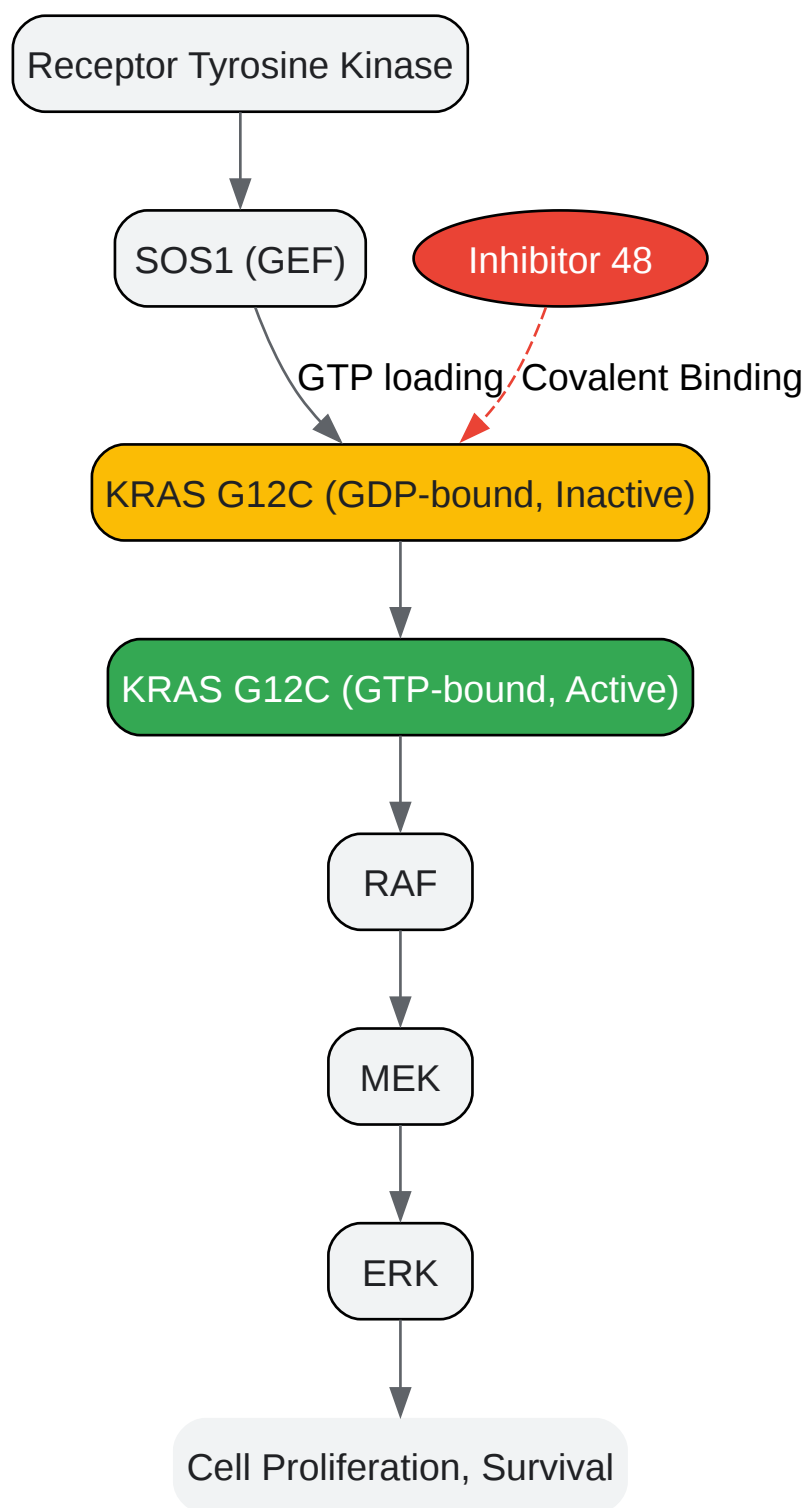 Receptor Tyrosine Kinase
SOS1 (GEF)
Inhibitor 48
GTP loading
Covalent Binding
KRAS G12C (GDP-bound, Inactive)
KRAS G12C (GTP-bound, Active)
RAF
MEK
ERK
Cell Proliferation, Survival